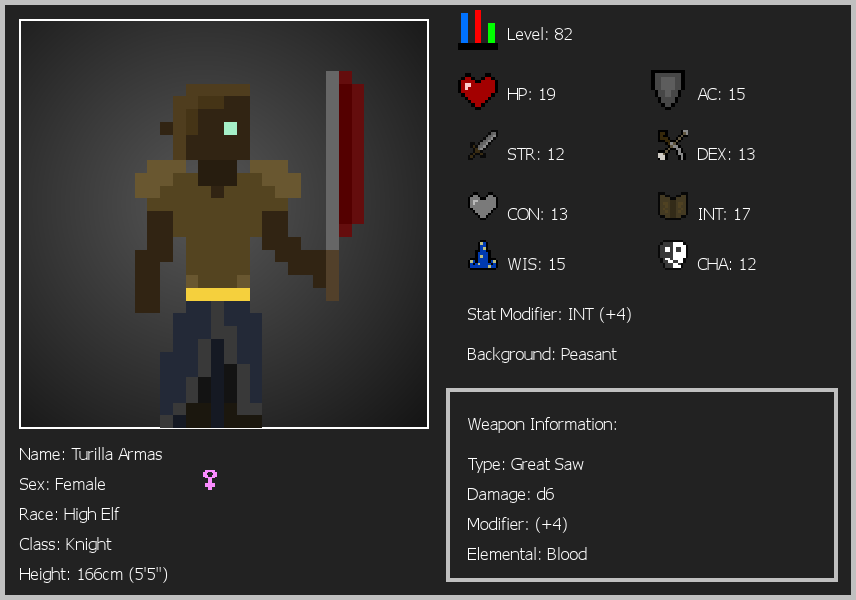 Level: 82
HP: 19
AC: 15
STR: 12
DEX: 13
CON: 13
INT: 17
WIS: 15
CHA: 12
Stat Modifier: INT (+4)
Background: Peasant
Weapon Information:
Type: Great Saw
Damage: d6
Modifier: (+4)
Elemental: Blood
Name: Turilla Armas
Sex: Female
Race: High Elf
Class: Knight
Height: 166cm (5'5")